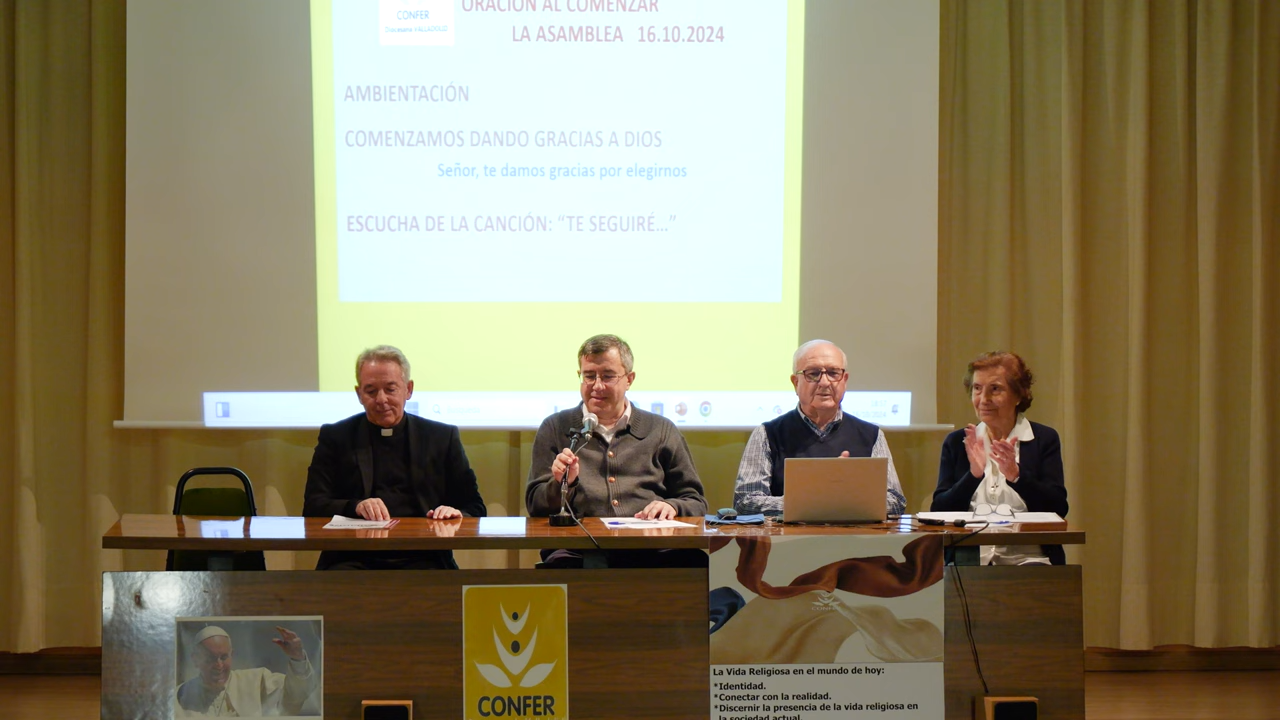 CONFER
Diocesana VALLADOLID
ORACIÓN AL COMENZAR
LA ASAMBLEA 16.10.2024
AMBIENTACIÓN
COMENZAMOS DANDO GRACIAS A DIOS
Señor, te damos gracias por elegirnos
ESCUCHA DE LA CANCIÓN: “TE SEGUIRÉ…”
CONFER
La Vida Religiosa en el mundo de hoy:
*Identidad.
*Conectar con la realidad.
*Discernir la presencia de la vida religiosa en
la sociedad actual.